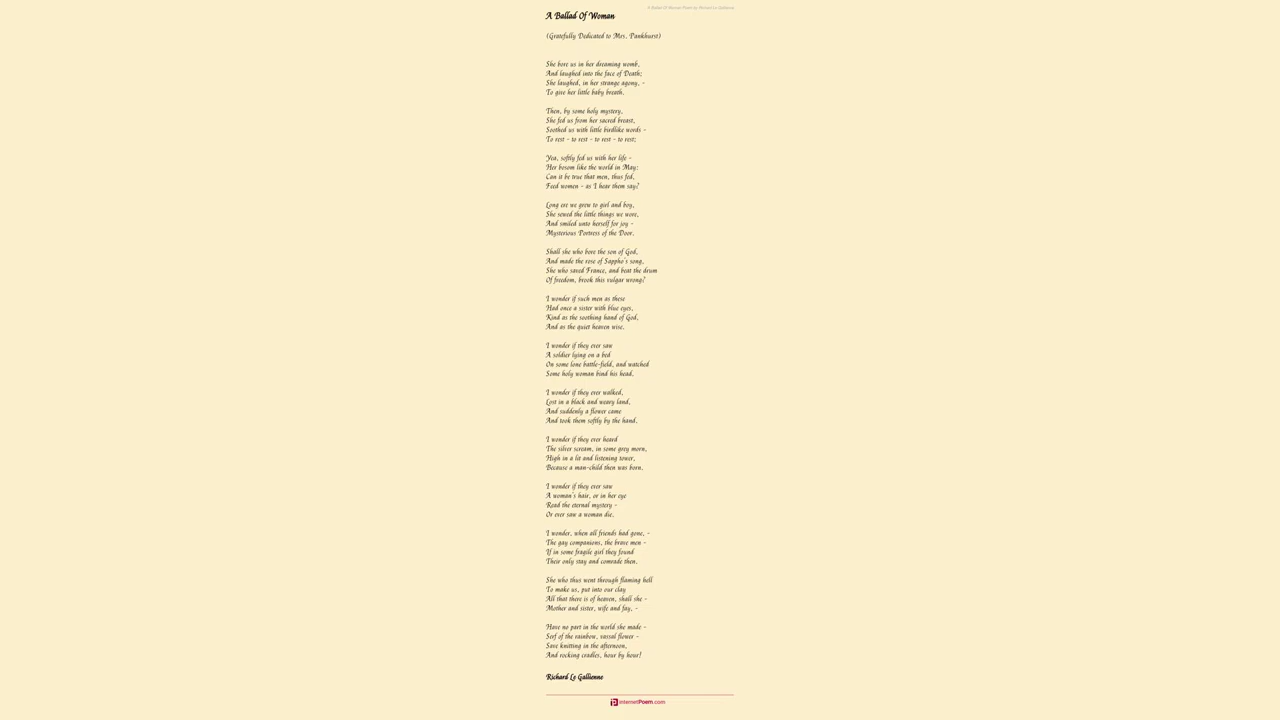 A Ballad Of Woman Poem by Richard Le Gallienne
A Ballad Of Woman
(Gratefully Dedicated to Mrs. Pankhurst)
She bore us in her dreaming womb,
And laughed into the face of Death;
She laughed, in her strange agony, -
To give her little baby breath.
Then, by some holy mystery,
She fed us from her sacred breast,
Soothed us with little birdlike words -
To rest - to rest - to rest - to rest;
Yea, softly fed us with her life -
Her bosom like the world in May:
Can it be true that men, thus fed,
Feed women - as I hear them say?
Long ere we grew to girl and boy,
She sewed the little things we wore,
And smiled unto herself for joy -
Mysterious Portress of the Door.
Shall she who bore the son of God,
And made the rose of Sappho's song,
She who saved France, and beat the drum
Of freedom, brook this vulgar wrong?
I wonder if such men as these
Had once a sister with blue eyes,
Kind as the soothing hand of God,
And as the quiet heaven wise.
I wonder if they ever saw
A soldier lying on a bed
On some lone battle-field, and watched
Some holy woman bind his head.
I wonder if they ever walked,
Lost in a black and weary land,
And suddenly a flower came
And took them softly by the hand.
I wonder if they ever heard
The silver scream, in some grey morn,
High in a lit and listening tower,
Because a man-child then was born.
I wonder if they ever saw
A woman's hair, or in her eye
Read the eternal mystery -
Or ever saw a woman die.
I wonder, when all friends had gone, -
The gay companions, the brave men -
If in some fragile girl they found
Their only stay and comrade then.
She who thus went through flaming hell
To make us, put into our clay
All that there is of heaven, shall she -
Mother and sister, wife and fay, -
Have no part in the world she made -
Serf of the rainbow, vassal flower -
Save knitting in the afternoon,
And rocking cradles, hour by hour!
Richard Le Gallienne
InternetPoem.com